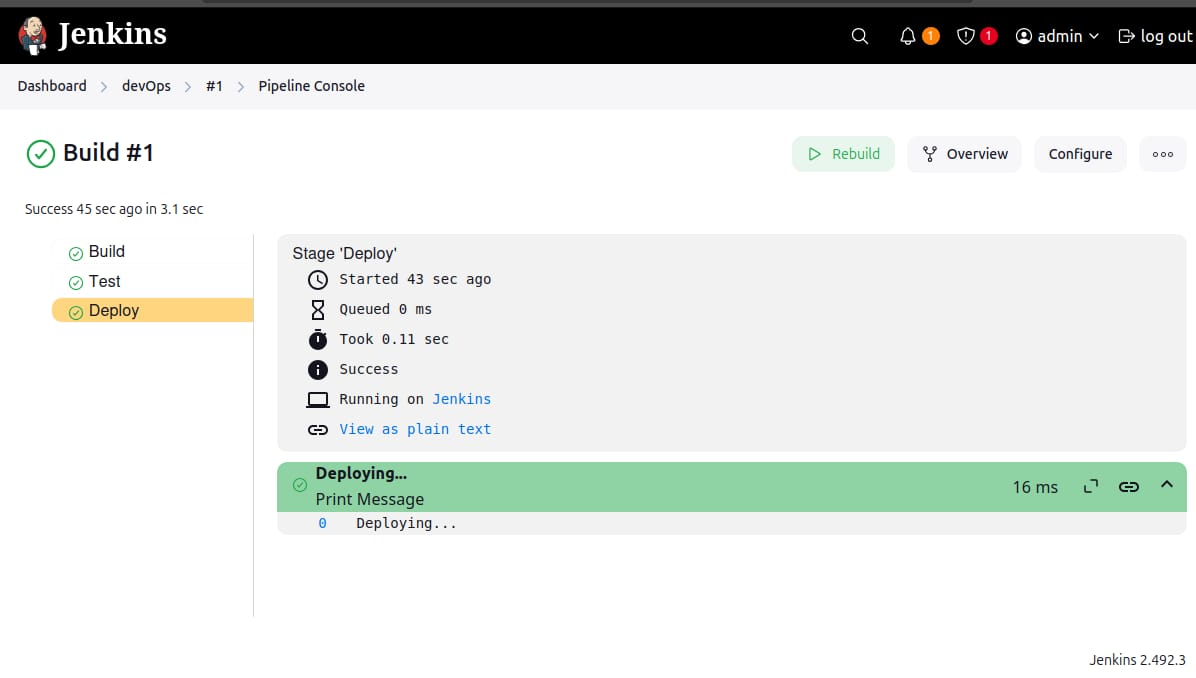 Jenkins 1 1 admin log out
Dashboard devOps #1 Pipeline Console
Build #1 Rebuild Overview Configure
Success 45 sec ago in 3.1 sec
Build
Test
Deploy
Stage 'Deploy'
Started 43 sec ago
Queued 0 ms
Took 0.11 sec
Success
Running on Jenkins
View as plain text
Deploying...
Print Message
16 ms
0 Deploying...
Jenkins 2.492.3